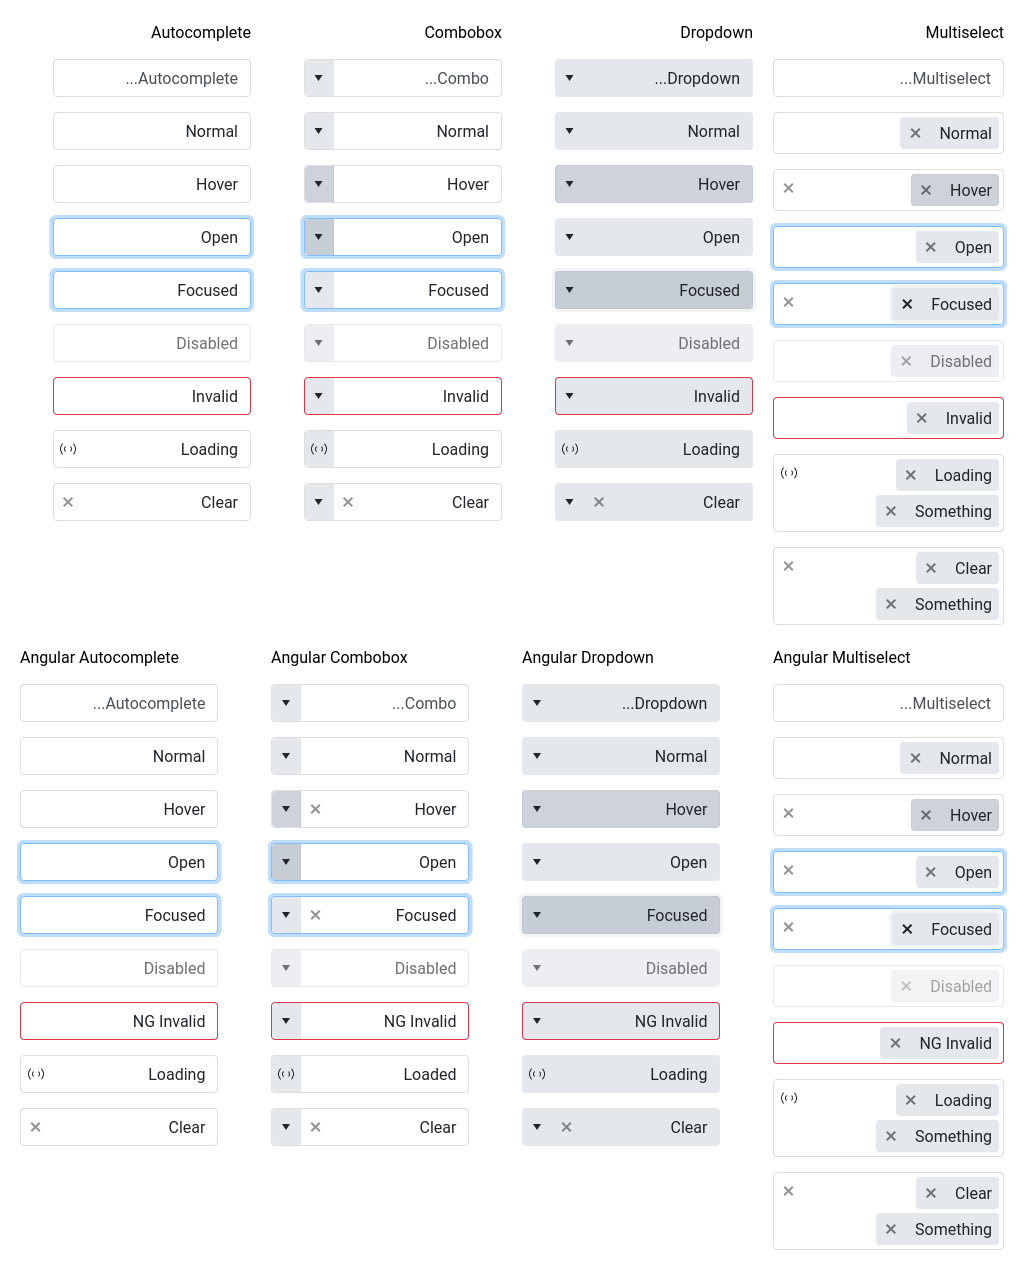 Autocomplete
...Autocomplete
Normal
Hover
Open
Focused
Disabled
Invalid
Loading
Clear
Combobox
...Combo
Normal
Hover
Open
Focused
Disabled
Invalid
Loading
Clear
Dropdown
...Dropdown
Normal
Hover
Open
Focused
Disabled
Invalid
Loading
Clear
Multiselect
...Multiselect
Normal
Hover
Open
Focused
Disabled
Invalid
Loading
Something
Clear
Something
Angular Autocomplete
...Autocomplete
Normal
Hover
Open
Focused
Disabled
NG Invalid
Loading
Clear
Angular Combobox
...Combo
Normal
Hover
Open
Focused
Disabled
NG Invalid
Loaded
Clear
Angular Dropdown
...Dropdown
Normal
Hover
Open
Focused
Disabled
NG Invalid
Loading
Clear
Angular Multiselect
...Multiselect
Normal
Hover
Open
Focused
Disabled
NG Invalid
Loading
Something
Clear
Something